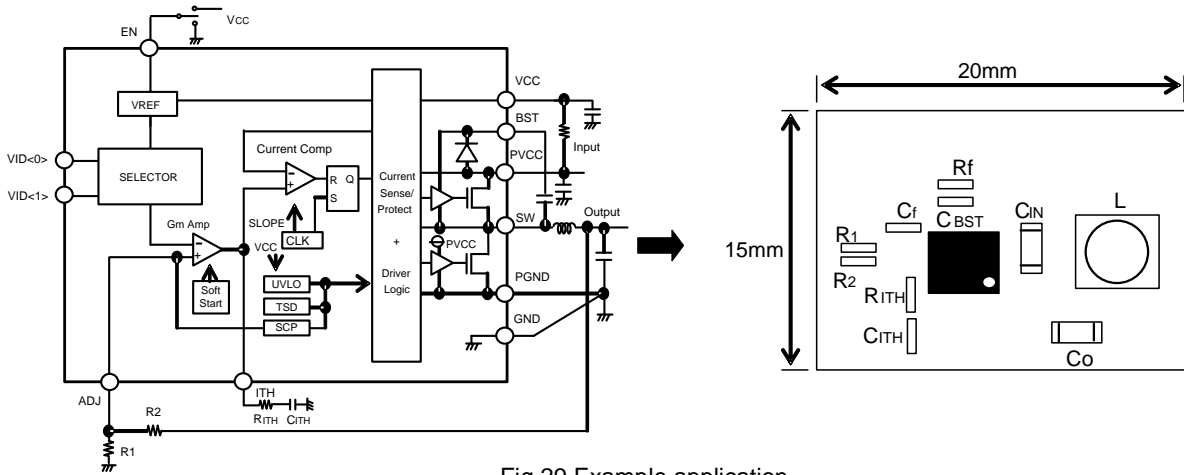 EN
VCC
VREF
VID<0>
VID<1>
SELECTOR
Gm Amp
Soft
Start
Current Comp
R Q
S
SLOPE
CLK
VCC
UVLO
TSD
SCP
Current
Sense/
Protect
+
Driver
Logic
PVCC
VCC
BST
Input
PVCC
SW
Output
PGND
GND
ADJ
ITH
RITH CITH
R2
R1
20mm
15mm
Rf
CBST
Cf
CIN
L
R1
R2
RITH
CITH
Co
Fig.29 Example application